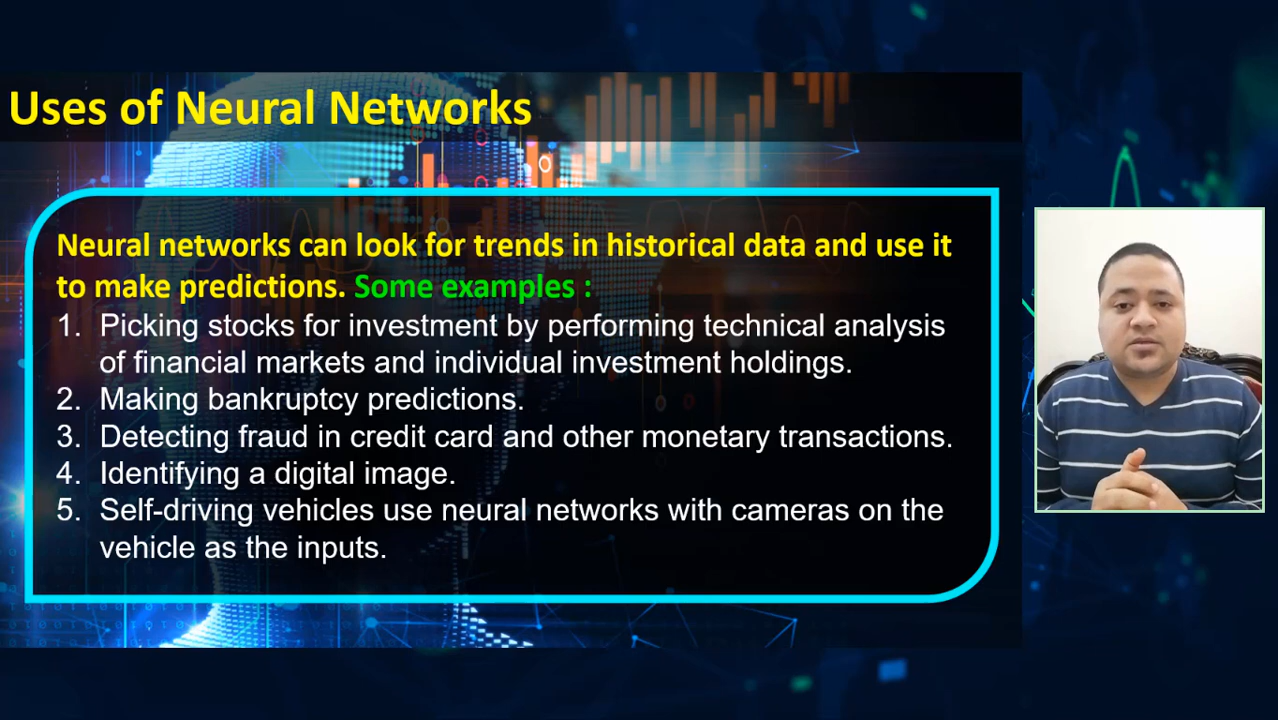 Uses of Neural Networks
Neural networks can look for trends in historical data and use it
to make predictions. Some examples :
1. Picking stocks for investment by performing technical analysis
of financial markets and individual investment holdings.
2. Making bankruptcy predictions.
3. Detecting fraud in credit card and other monetary transactions.
4. Identifying a digital image.
5. Self-driving vehicles use neural networks with cameras on the
vehicle as the inputs.